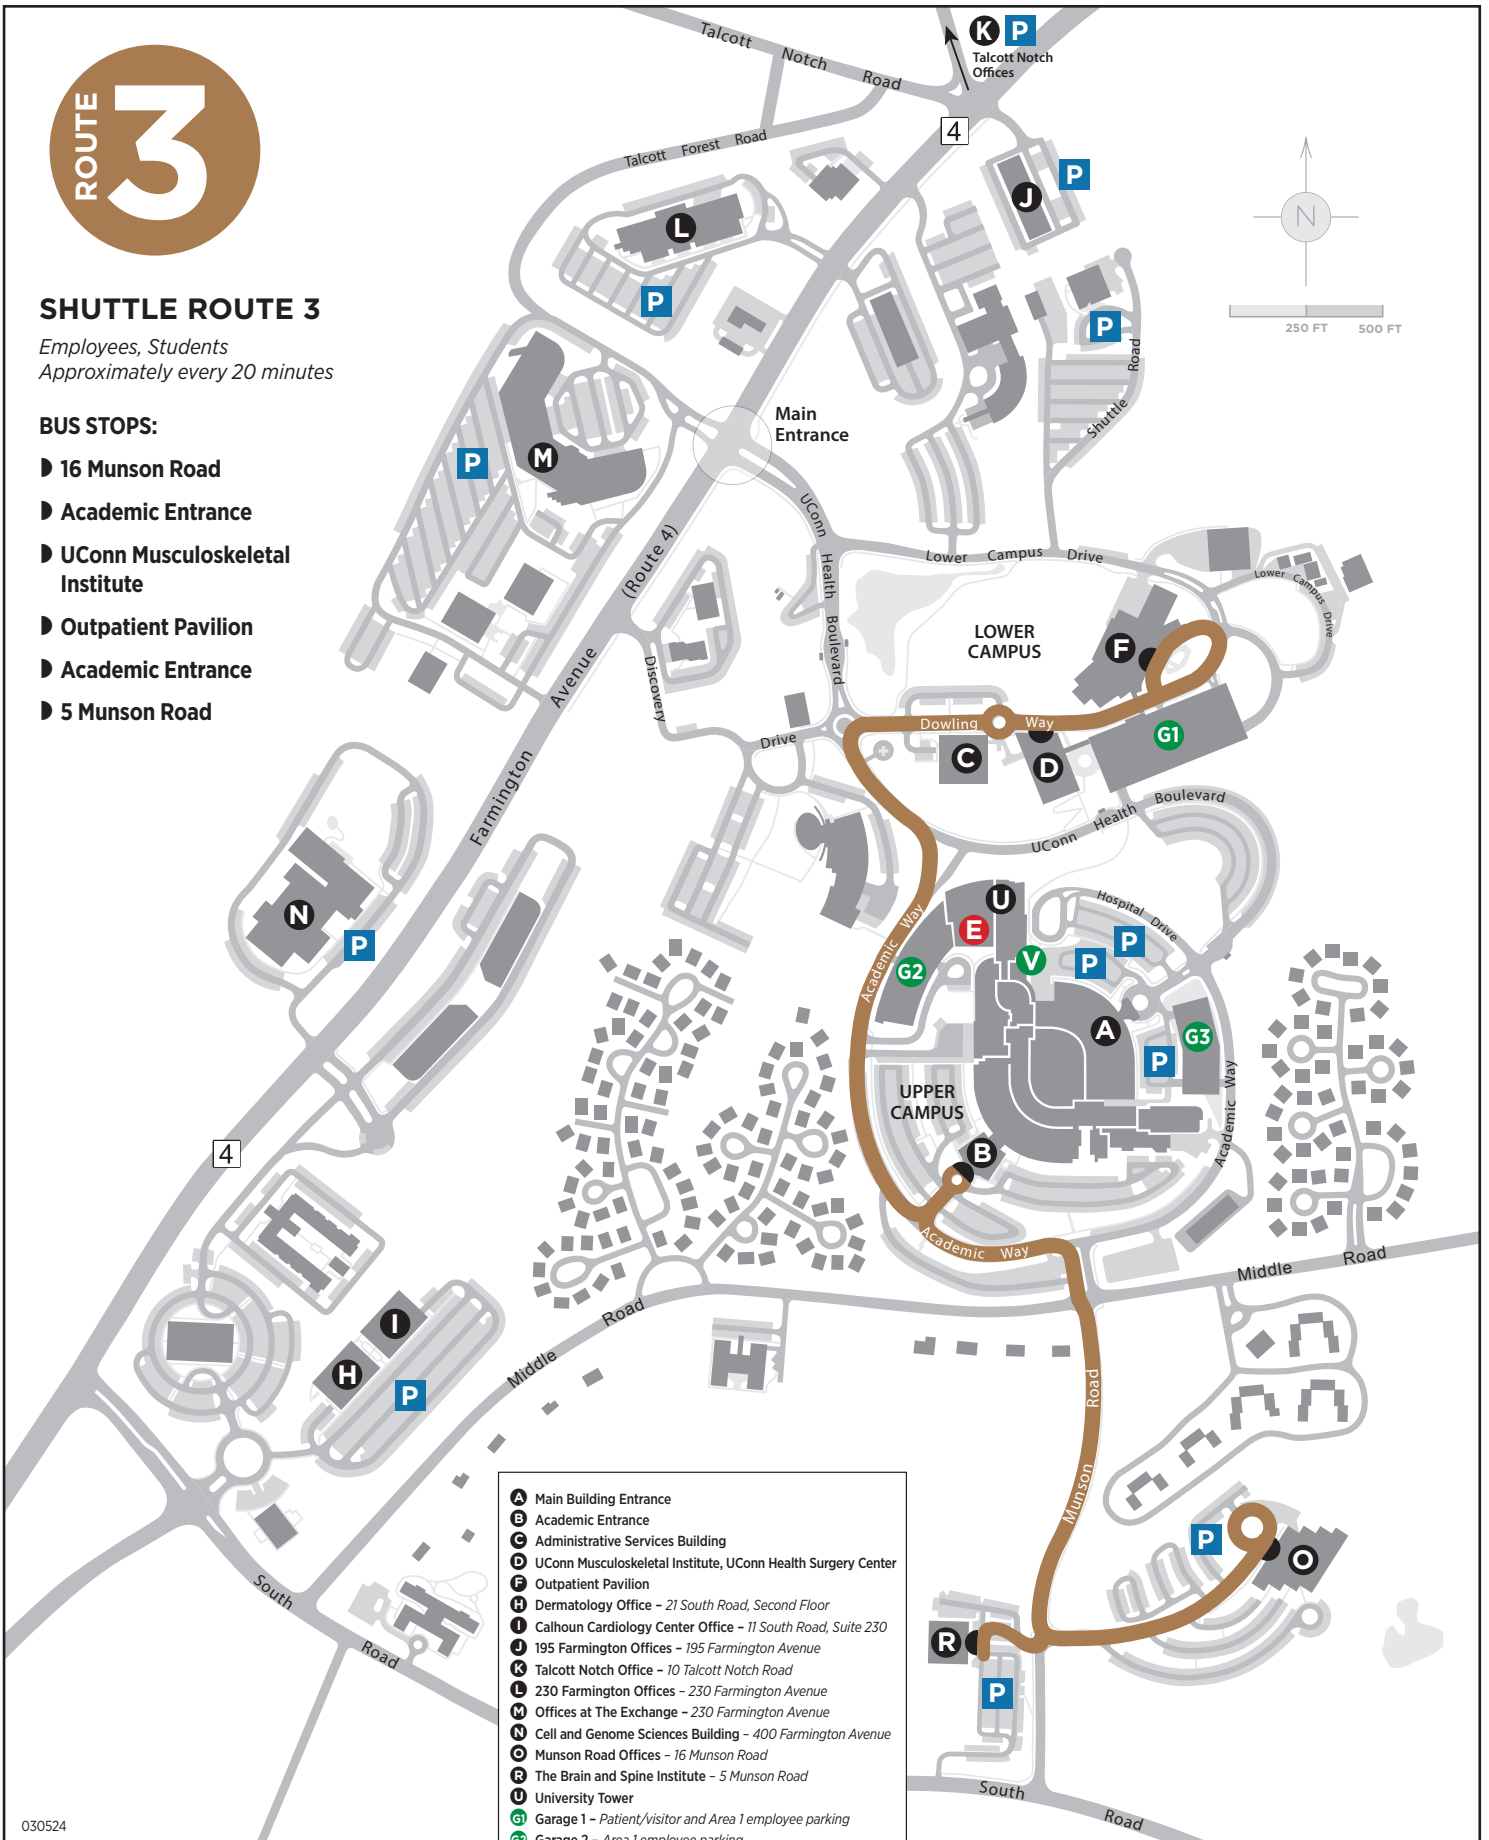 ROUTE
3
SHUTTLE ROUTE 3
Employees, Students
Approximately every 20 minutes
BUS STOPS:
16 Munson Road
Academic Entrance
UConn Musculoskeletal
Institute
Outpatient Pavilion
Academic Entrance
5 Munson Road
K P
Talcott Notch
Offices
Talcott Notch Road
4
Talcott Forest Road
J
P
L
P
N
250 FT 500 FT
P
Shuttle Road
Main
Entrance
M
P
UConn Health Boulevard
Lower Campus Drive
Lower Campus Drive
(Route 4)
Farmington Avenue
Discovery Drive
LOWER
CAMPUS
F
Dowling Way
C
D
G1
UConn Health Boulevard
N
P
Hospital Drive
U
E
V
P
P
G2
Academic Way
A
G3
P
UPPER
CAMPUS
B
Academic Way
Academic Way
4
Middle Road
Middle Road
I
H
P
Munson Road
P
O
R
P
South Road
South Road
A Main Building Entrance
B Academic Entrance
C Administrative Services Building
D UConn Musculoskeletal Institute, UConn Health Surgery Center
F Outpatient Pavilion
H Dermatology Office – 21 South Road, Second Floor
I Calhoun Cardiology Center Office – 11 South Road, Suite 230
J 195 Farmington Offices – 195 Farmington Avenue
K Talcott Notch Office – 10 Talcott Notch Road
L 230 Farmington Offices – 230 Farmington Avenue
M Offices at The Exchange – 230 Farmington Avenue
N Cell and Genome Sciences Building – 400 Farmington Avenue
O Munson Road Offices – 16 Munson Road
R The Brain and Spine Institute – 5 Munson Road
U University Tower
G1 Garage 1 – Patient/visitor and Area 1 employee parking
G2 Garage 2 – Area 1 employee parking
030524